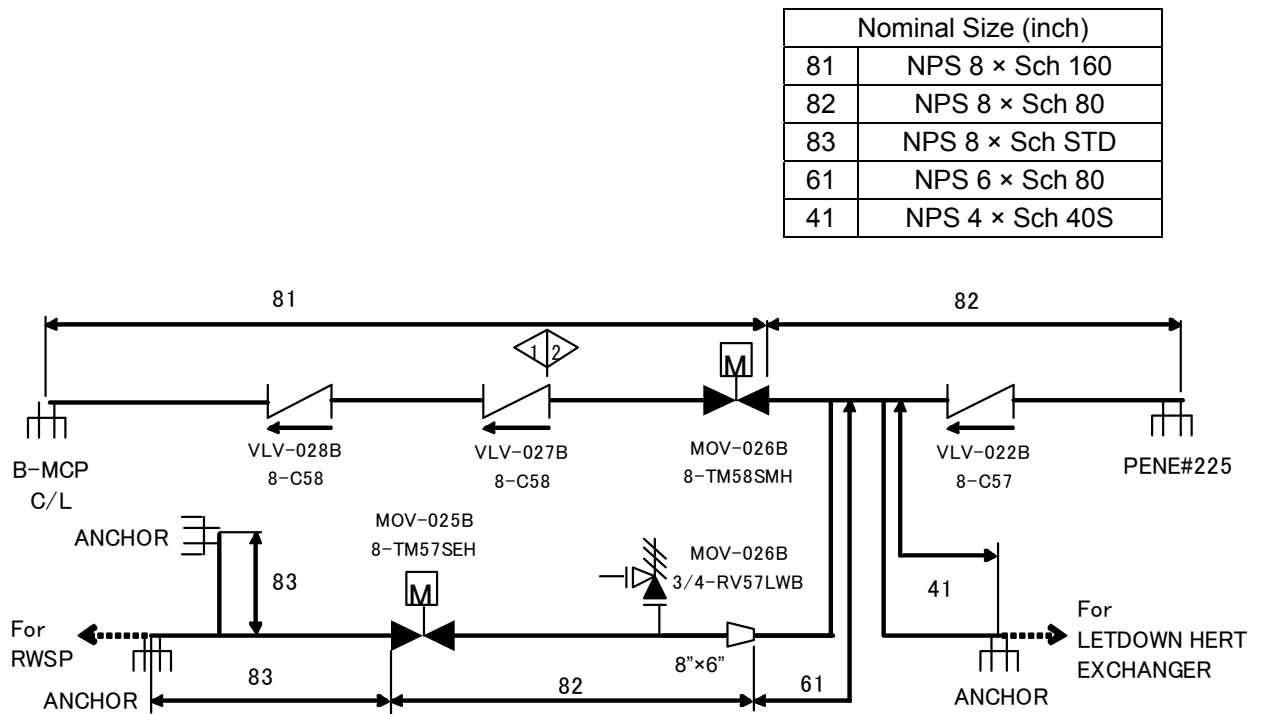 Nominal Size (inch)
81 NPS 8 × Sch 160
82 NPS 8 × Sch 80
83 NPS 8 × Sch STD
61 NPS 6 × Sch 80
41 NPS 4 × Sch 40S
81
82
1 2
M
VLV-028B
8-C58
VLV-027B
8-C58
MOV-026B
8-TM58SMH
VLV-022B
8-C57
PENE#225
B-MCP
C/L
ANCHOR
83
MOV-025B
8-TM57SEH
M
MOV-026B
3/4-RV57LWB
41
For
RWSP
For
LETDOWN HERT
EXCHANGER
8”×6”
ANCHOR
83
82
61
ANCHOR